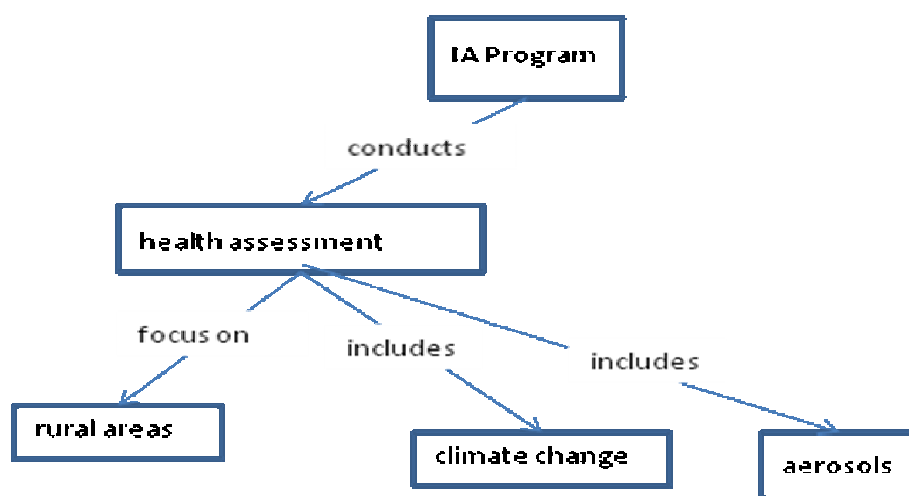 IA Program
conducts
health assessment
focus on
includes
includes
rural areas
climate change
aerosols